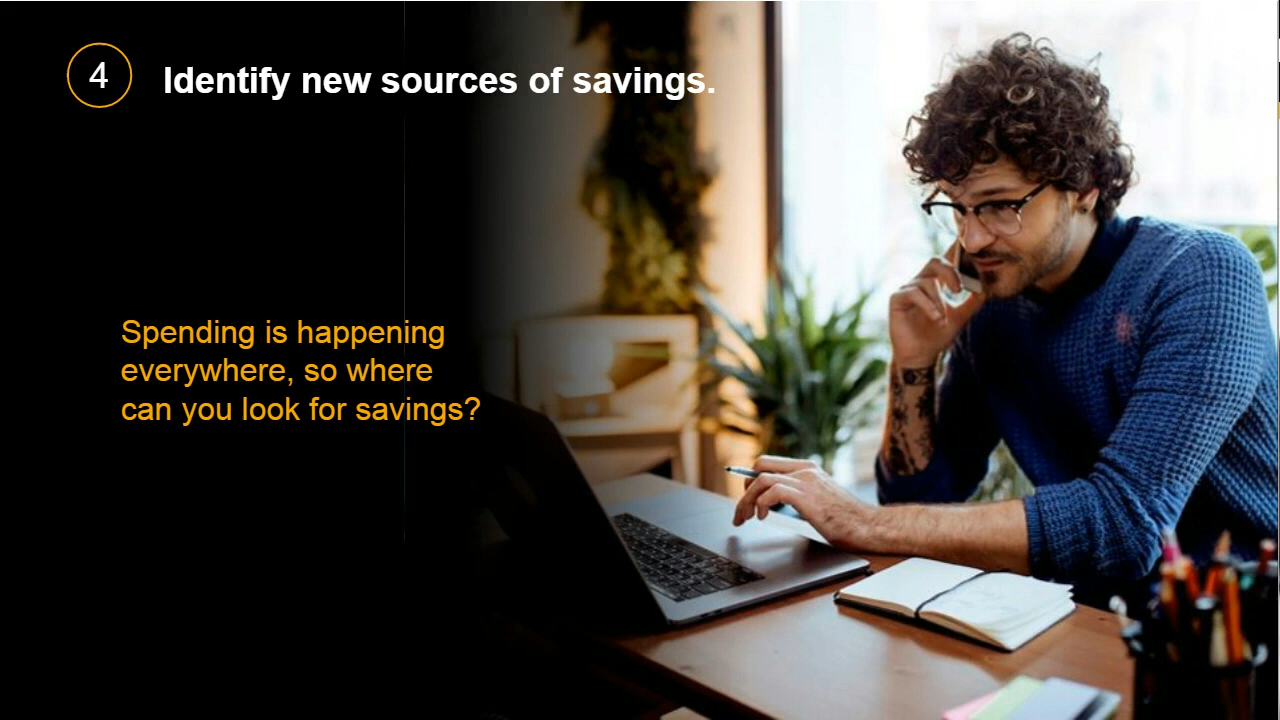 4
Identify new sources of savings.
Spending is happening
everywhere, so where
can you look for savings?